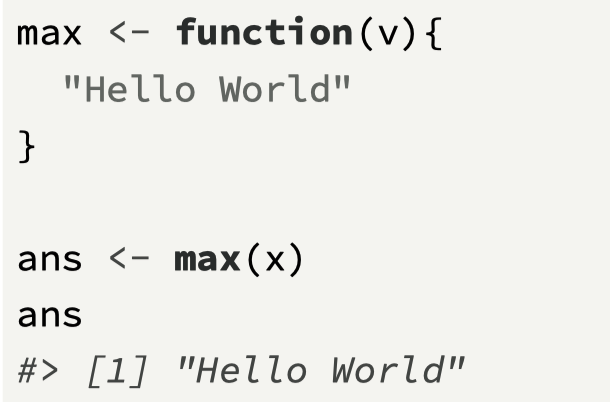 max <- function(v){
  "Hello World"
}

ans <- max(x)
ans
#> [1] "Hello World"